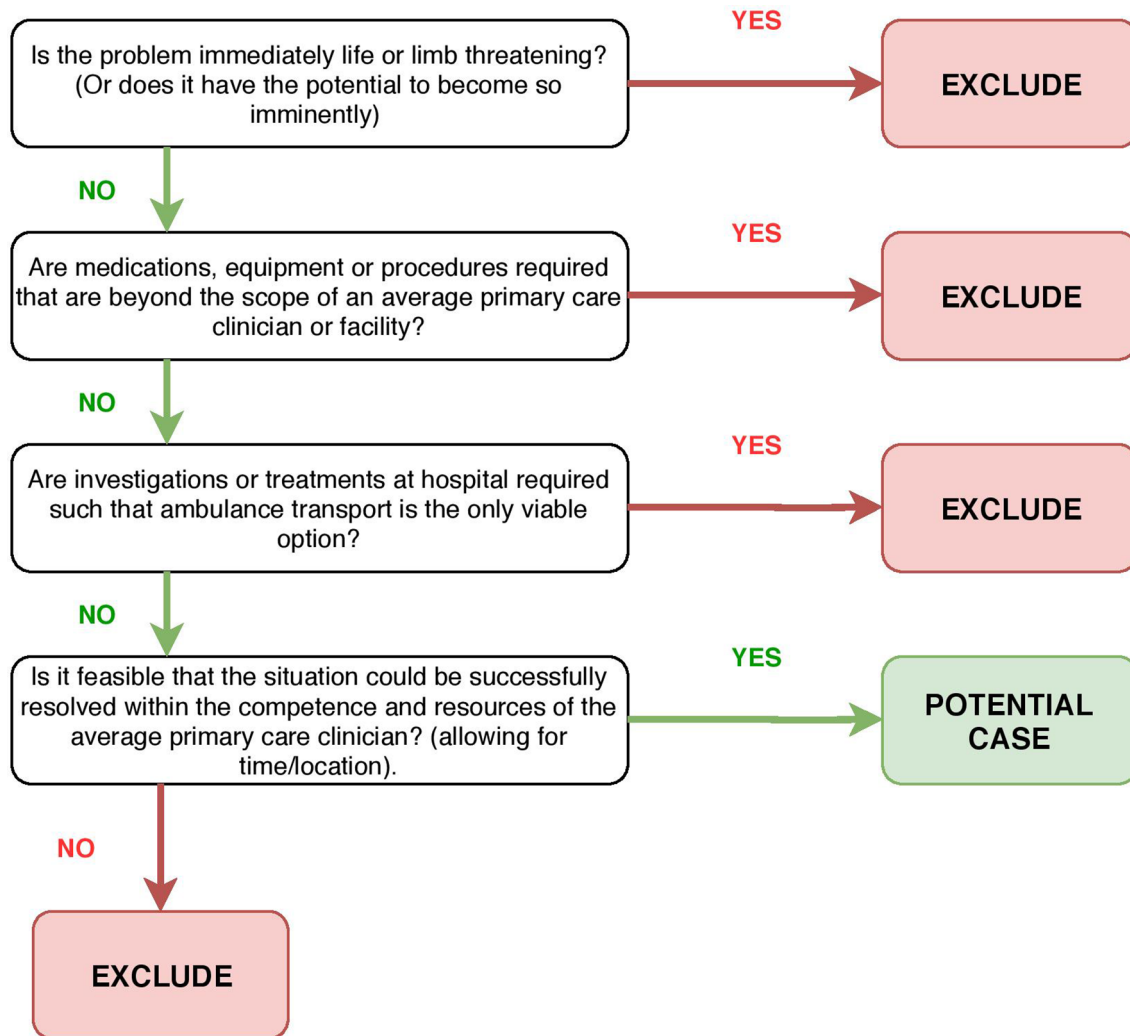 YES
Is the problem immediately life or limb threatening?
(Or does it have the potential to become so
imminently)
EXCLUDE
NO
YES
Are medications, equipment or procedures required
that are beyond the scope of an average primary care
clinician or facility?
EXCLUDE
NO
YES
Are investigations or treatments at hospital required
such that ambulance transport is the only viable
option?
EXCLUDE
NO
YES
Is it feasible that the situation could be successfully
resolved within the competence and resources of the
average primary care clinician? (allowing for
time/location).
POTENTIAL
CASE
NO
EXCLUDE